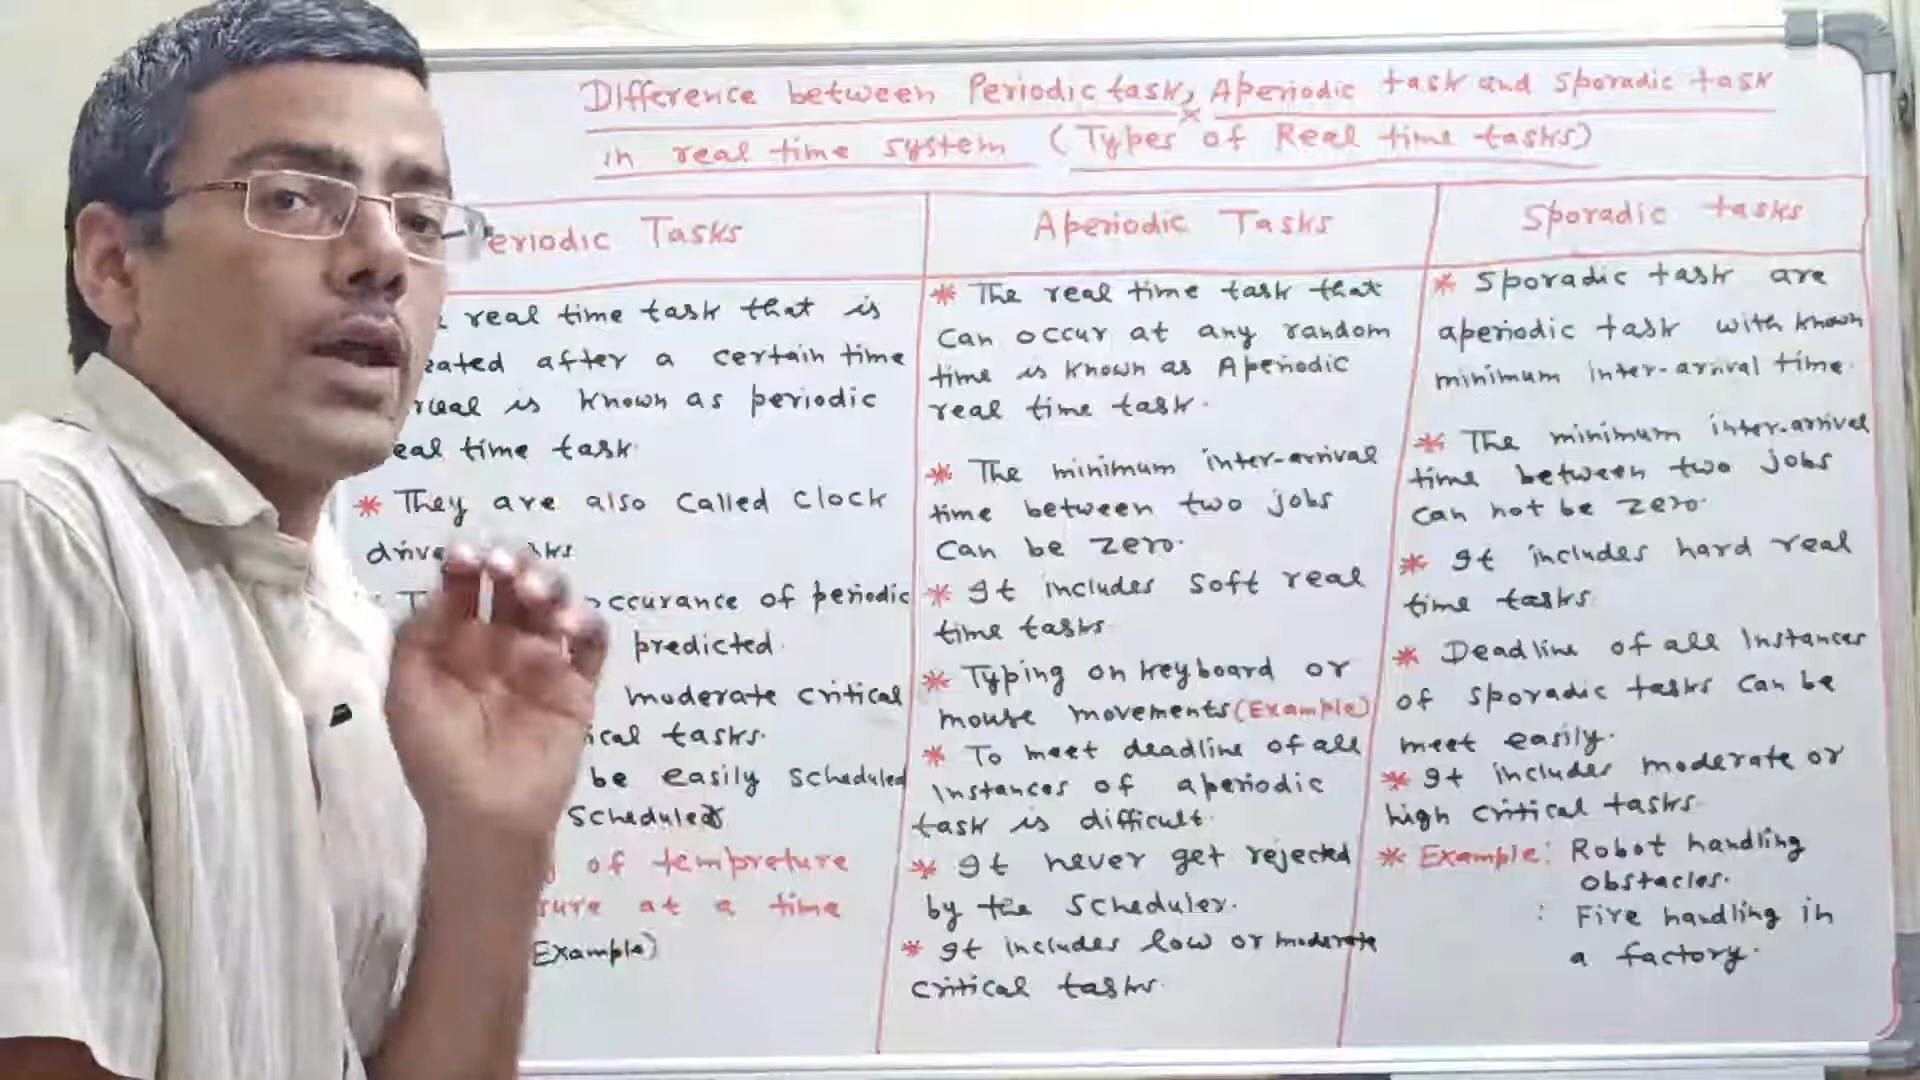 Difference between Periodic task, Aperiodic task and Sporadic task
in real time system (Types of Real time tasks)
eriodic Tasks
real time task that is
eated after a certain time
is known as periodic
eal time task.
* They are also called clock
drive
occurance of periodic
predicted.
moderate critical
ical tasks.
be easily scheduled
Scheduler
of tempreture
sure at a time
Example)
Aperiodic Tasks
* The real time task that
can occur at any random
time is known as Aperiodic
real time task.
* The minimum inter-arrival
time between two jobs
can be zero.
* It includes soft real
time tasks.
* Typing on keyboard or
mouse movements (Example)
* To meet deadline of all
instances of aperiodic
task is difficult.
* It never get rejected
by the scheduler.
* It includes low or moderate
critical tasks.
Sporadic tasks
* Sporadic task are
aperiodic task with known
minimum inter-arrival time.
* The minimum inter-arrival
time between two jobs
can not be zero.
* It includes hard real
time tasks.
* Deadline of all Instances
of sporadic tasks can be
meet easily.
* It includes moderate or
high critical tasks.
* Example: Robot handling
obstacles.
: Fire handling in
a factory.